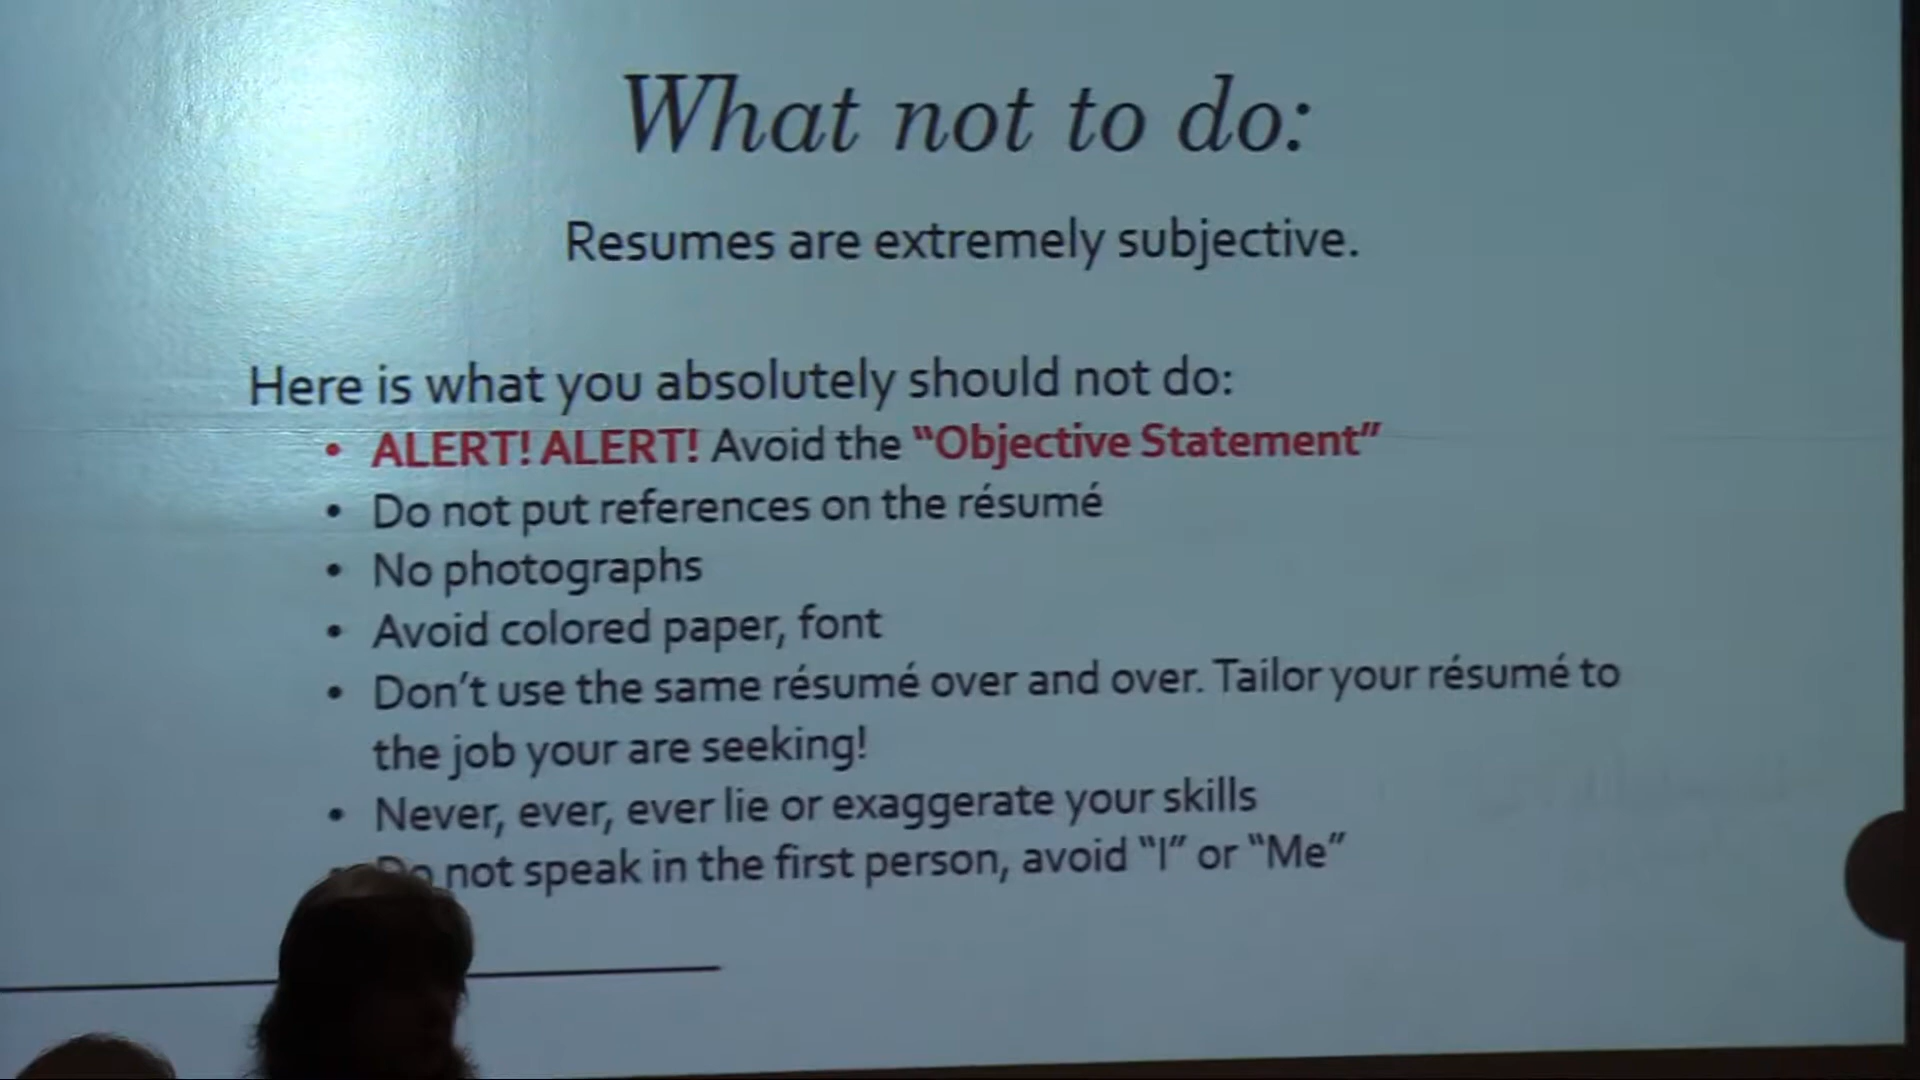 What not to do:
Resumes are extremely subjective.
Here is what you absolutely should not do:
• ALERT! ALERT! Avoid the “Objective Statement”
• Do not put references on the résumé
• No photographs
• Avoid colored paper, font
• Don’t use the same résumé over and over. Tailor your résumé to
the job your are seeking!
• Never, ever, ever lie or exaggerate your skills
• Do not speak in the first person, avoid “I” or “Me”